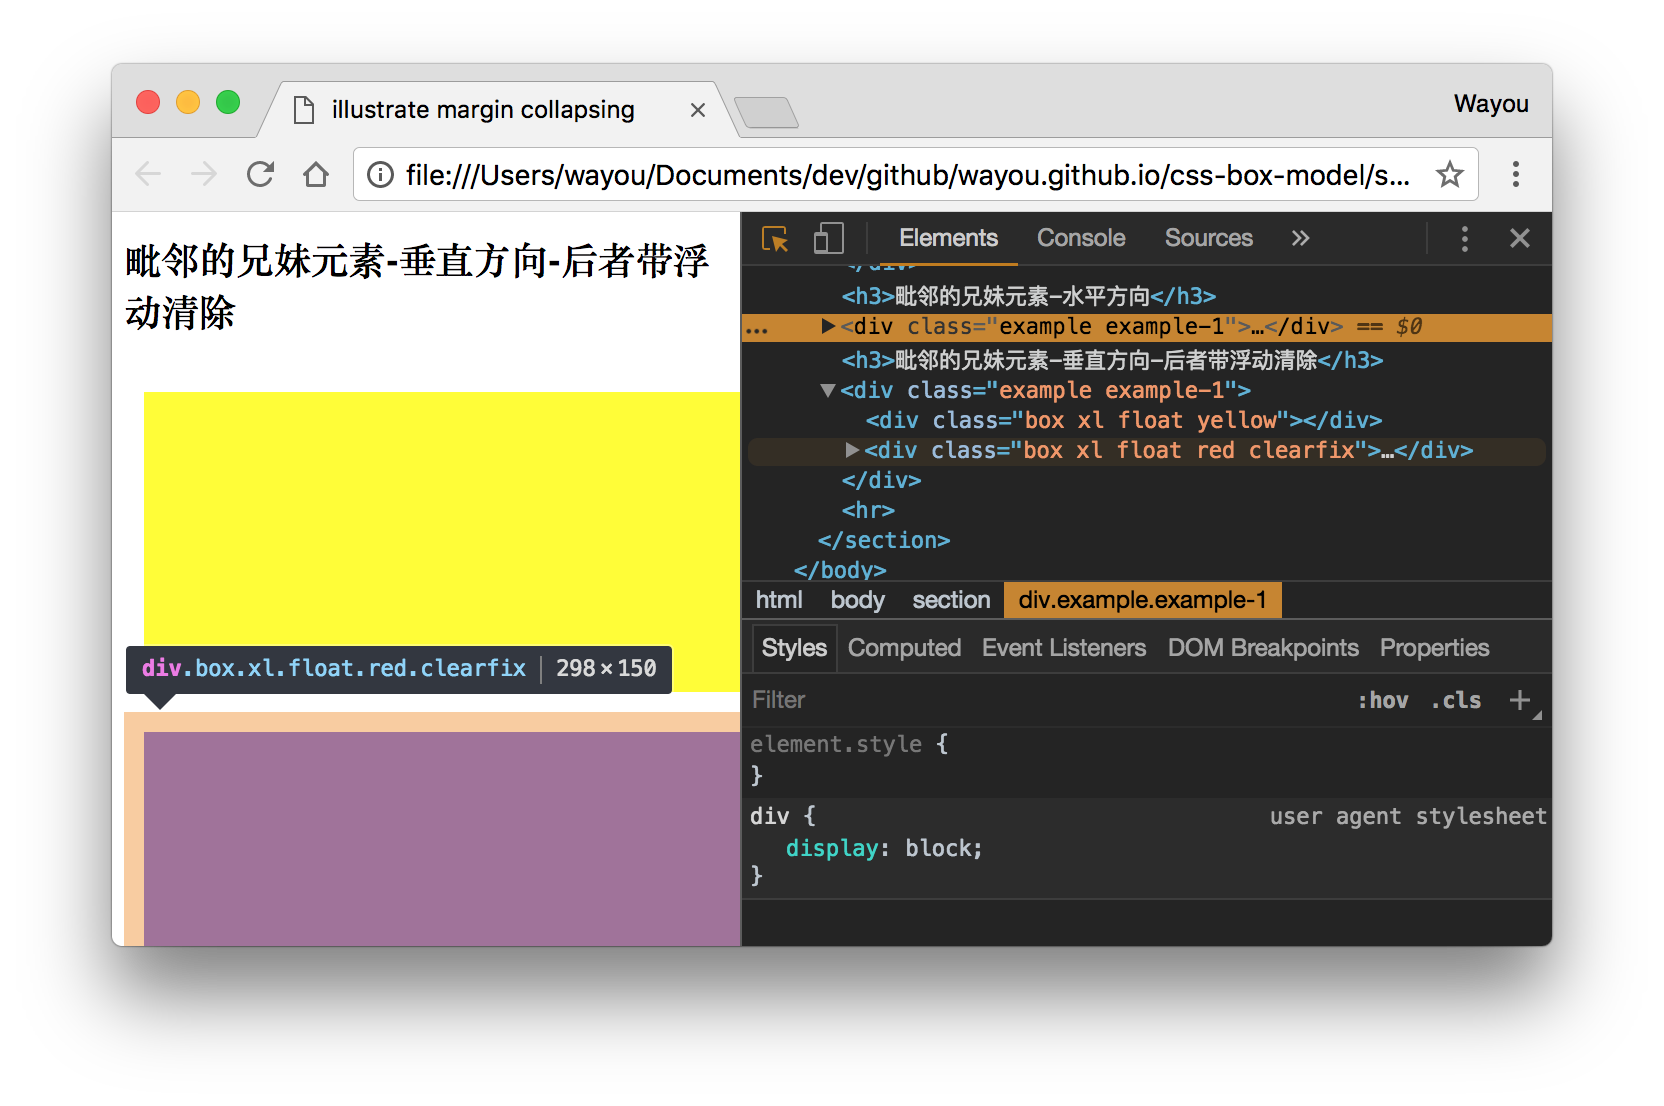 illustrate margin collapsing
Wayou
file:///Users/wayou/Documents/dev/github/wayou.github.io/css-box-model/s...
毗邻的兄妹元素-垂直方向-后者带浮
动清除
div.box.xl.float.red.clearfix 298×150
Elements Console Sources »
</div>
<h3>毗邻的兄妹元素-水平方向</h3>
... ▶<div class="example example-1">…</div> == $0
<h3>毗邻的兄妹元素-垂直方向-后者带浮动清除</h3>
▼<div class="example example-1">
<div class="box xl float yellow"></div>
▶<div class="box xl float red clearfix">…</div>
</div>
<hr>
</section>
</body>
html body section div.example.example-1
Styles Computed Event Listeners DOM Breakpoints Properties
Filter :hov .cls +
element.style {
}
div { user agent stylesheet
display: block;
}